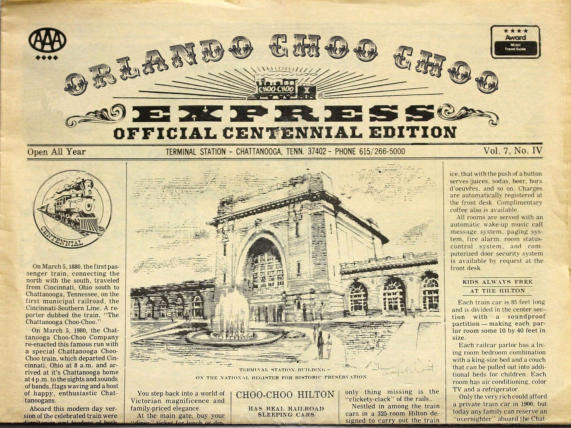 AAA
ORLANDO CHOO CHOO
Award
CHOO-CHOO
EXPRESS
OFFICIAL CENTENNIAL EDITION
Open All Year
TERMINAL STATION - CHATTANOOGA, TENN. 37402 - PHONE 615/266-5000
Vol. 7, No. IV
CENTENNIAL
On March 5, 1880, the first pas-
senger train, connecting the
north with the south, traveled
from Cincinnati, Ohio south to
Chattanooga, Tennessee, on the
first municipal railroad, the
Cincinnati-Southern Line. A re-
porter dubbed the train, "The
Chattanooga Choo-Choo."
On March 5, 1980, the Chat-
tanooga Choo-Choo Company
re-enacted this famous run with
a special Chattanooga Choo-
Choo train, which departed Cin-
cinnati, Ohio at 8 a.m. and ar-
rived at it's Chattanooga home
at 4 p.m. to the sights and sounds
of bands, flags waving and a host
of happy, enthusiastic Chat-
tanoogans.
Aboard this modern day ver-
sion of the celebrated train were
TERMINAL STATION BUILDING -
ON THE NATIONAL REGISTER FOR HISTORIC PRESERVATION
You step back into a world of
Victorian magnificence and
family-priced elegance.
At the main gate, buy your
CHOO-CHOO HILTON
HAS REAL RAILROAD
SLEEPING CARS
only thing missing is the
"clickety-clack" of the rails...
Nestled in among the train
cars is a 325-room Hilton de-
signed to carry out the train
ice, that with the push of a button
serves juices, sodas, beer, hors
d'oeuvres, and so on. Charges
are automatically registered at
the front desk. Complimentary
coffee also is available.
All rooms are served with an
automatic wake-up music call
message system, paging sys-
tem, fire alarm, room status-
control system, and com-
puterized door security system
is available by request at the
front desk.
KIDS ALWAYS FREE
AT THE HILTON
Each train car is 85 feet long
and is divided in the center sec-
tion with a soundproof
partition — making each par-
lor room some 10 by 40 feet in
size.
Each railcar parlor has a liv-
ing room bedroom combination
with a king-size bed and a couch
that can be pulled out into addi-
tional beds for children. Each
room has air conditioning, color
TV and a refrigerator.
Only the very rich could afford
a private train car in 1900, but
today any family can reserve an
"overnighter" aboard the Chat-